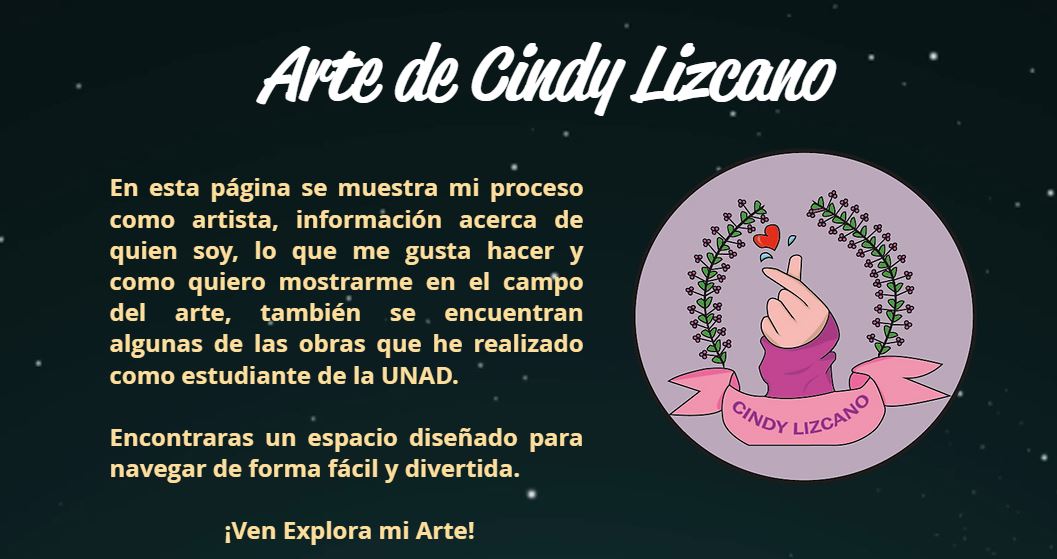 Arte de Cindy Lizcano
En esta página se muestra mi proceso
como artista, información acerca de
quien soy, lo que me gusta hacer y
como quiero mostrarme en el campo
del arte, también se encuentran
algunas de las obras que he realizado
como estudiante de la UNAD.
Encontraras un espacio diseñado para
navegar de forma fácil y divertida.
¡Ven Explora mi Arte!
CINDY LIZCANO